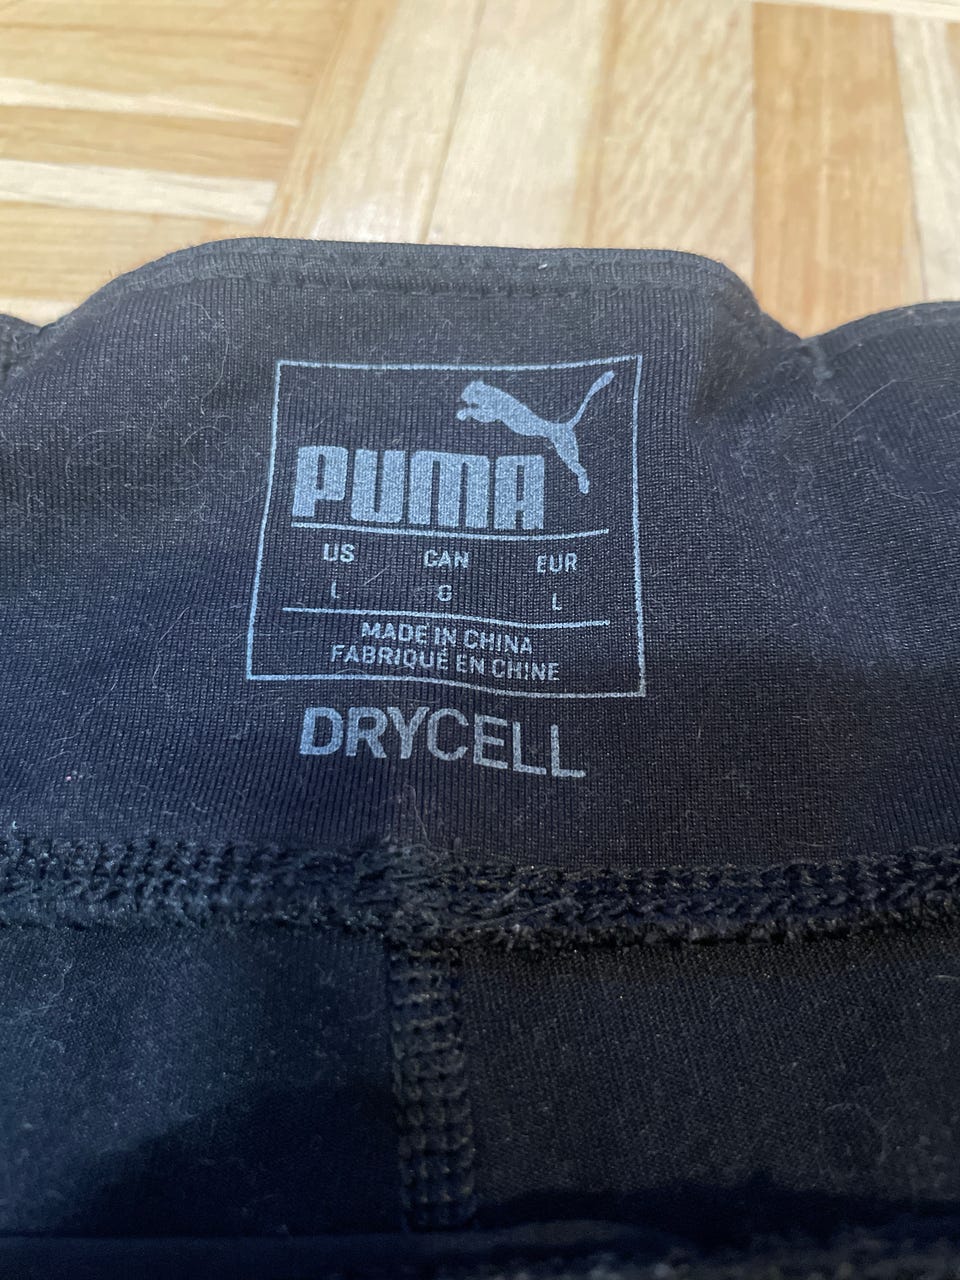 PUMA
US CAN EUR
L G L
MADE IN CHINA
FABRIQUÉ EN CHINE
DRYCELL